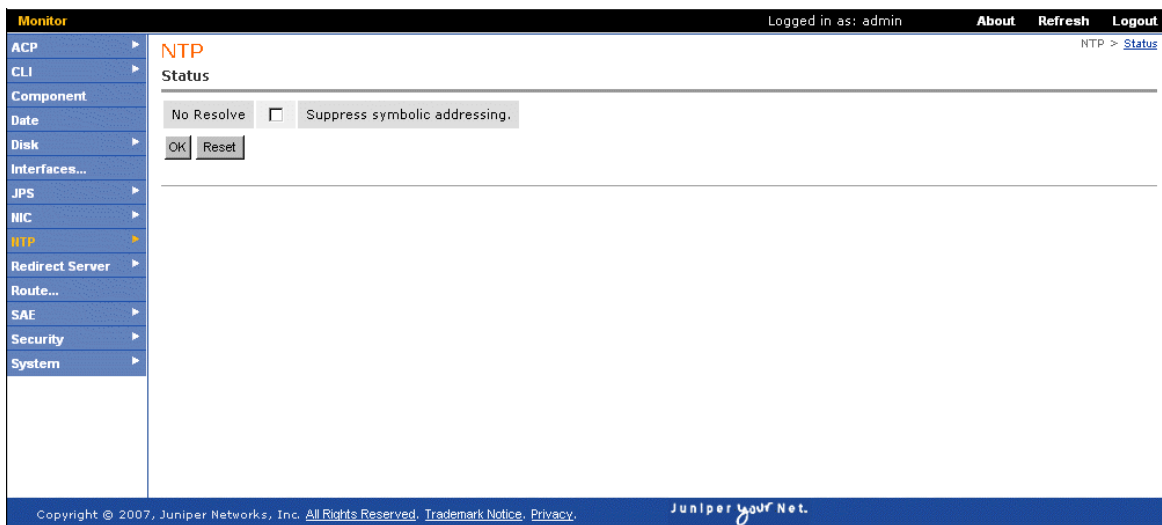 Monitor
Logged in as: admin
About Refresh Logout
ACP
CLI
Component
Date
Disk
Interfaces...
JPS
NIC
NTP
Redirect Server
Route...
SAE
Security
System
NTP > Status
NTP
Status
No Resolve Suppress symbolic addressing.
OK Reset
Copyright © 2007, Juniper Networks, Inc. All Rights Reserved. Trademark Notice. Privacy.
Juniper your Net.